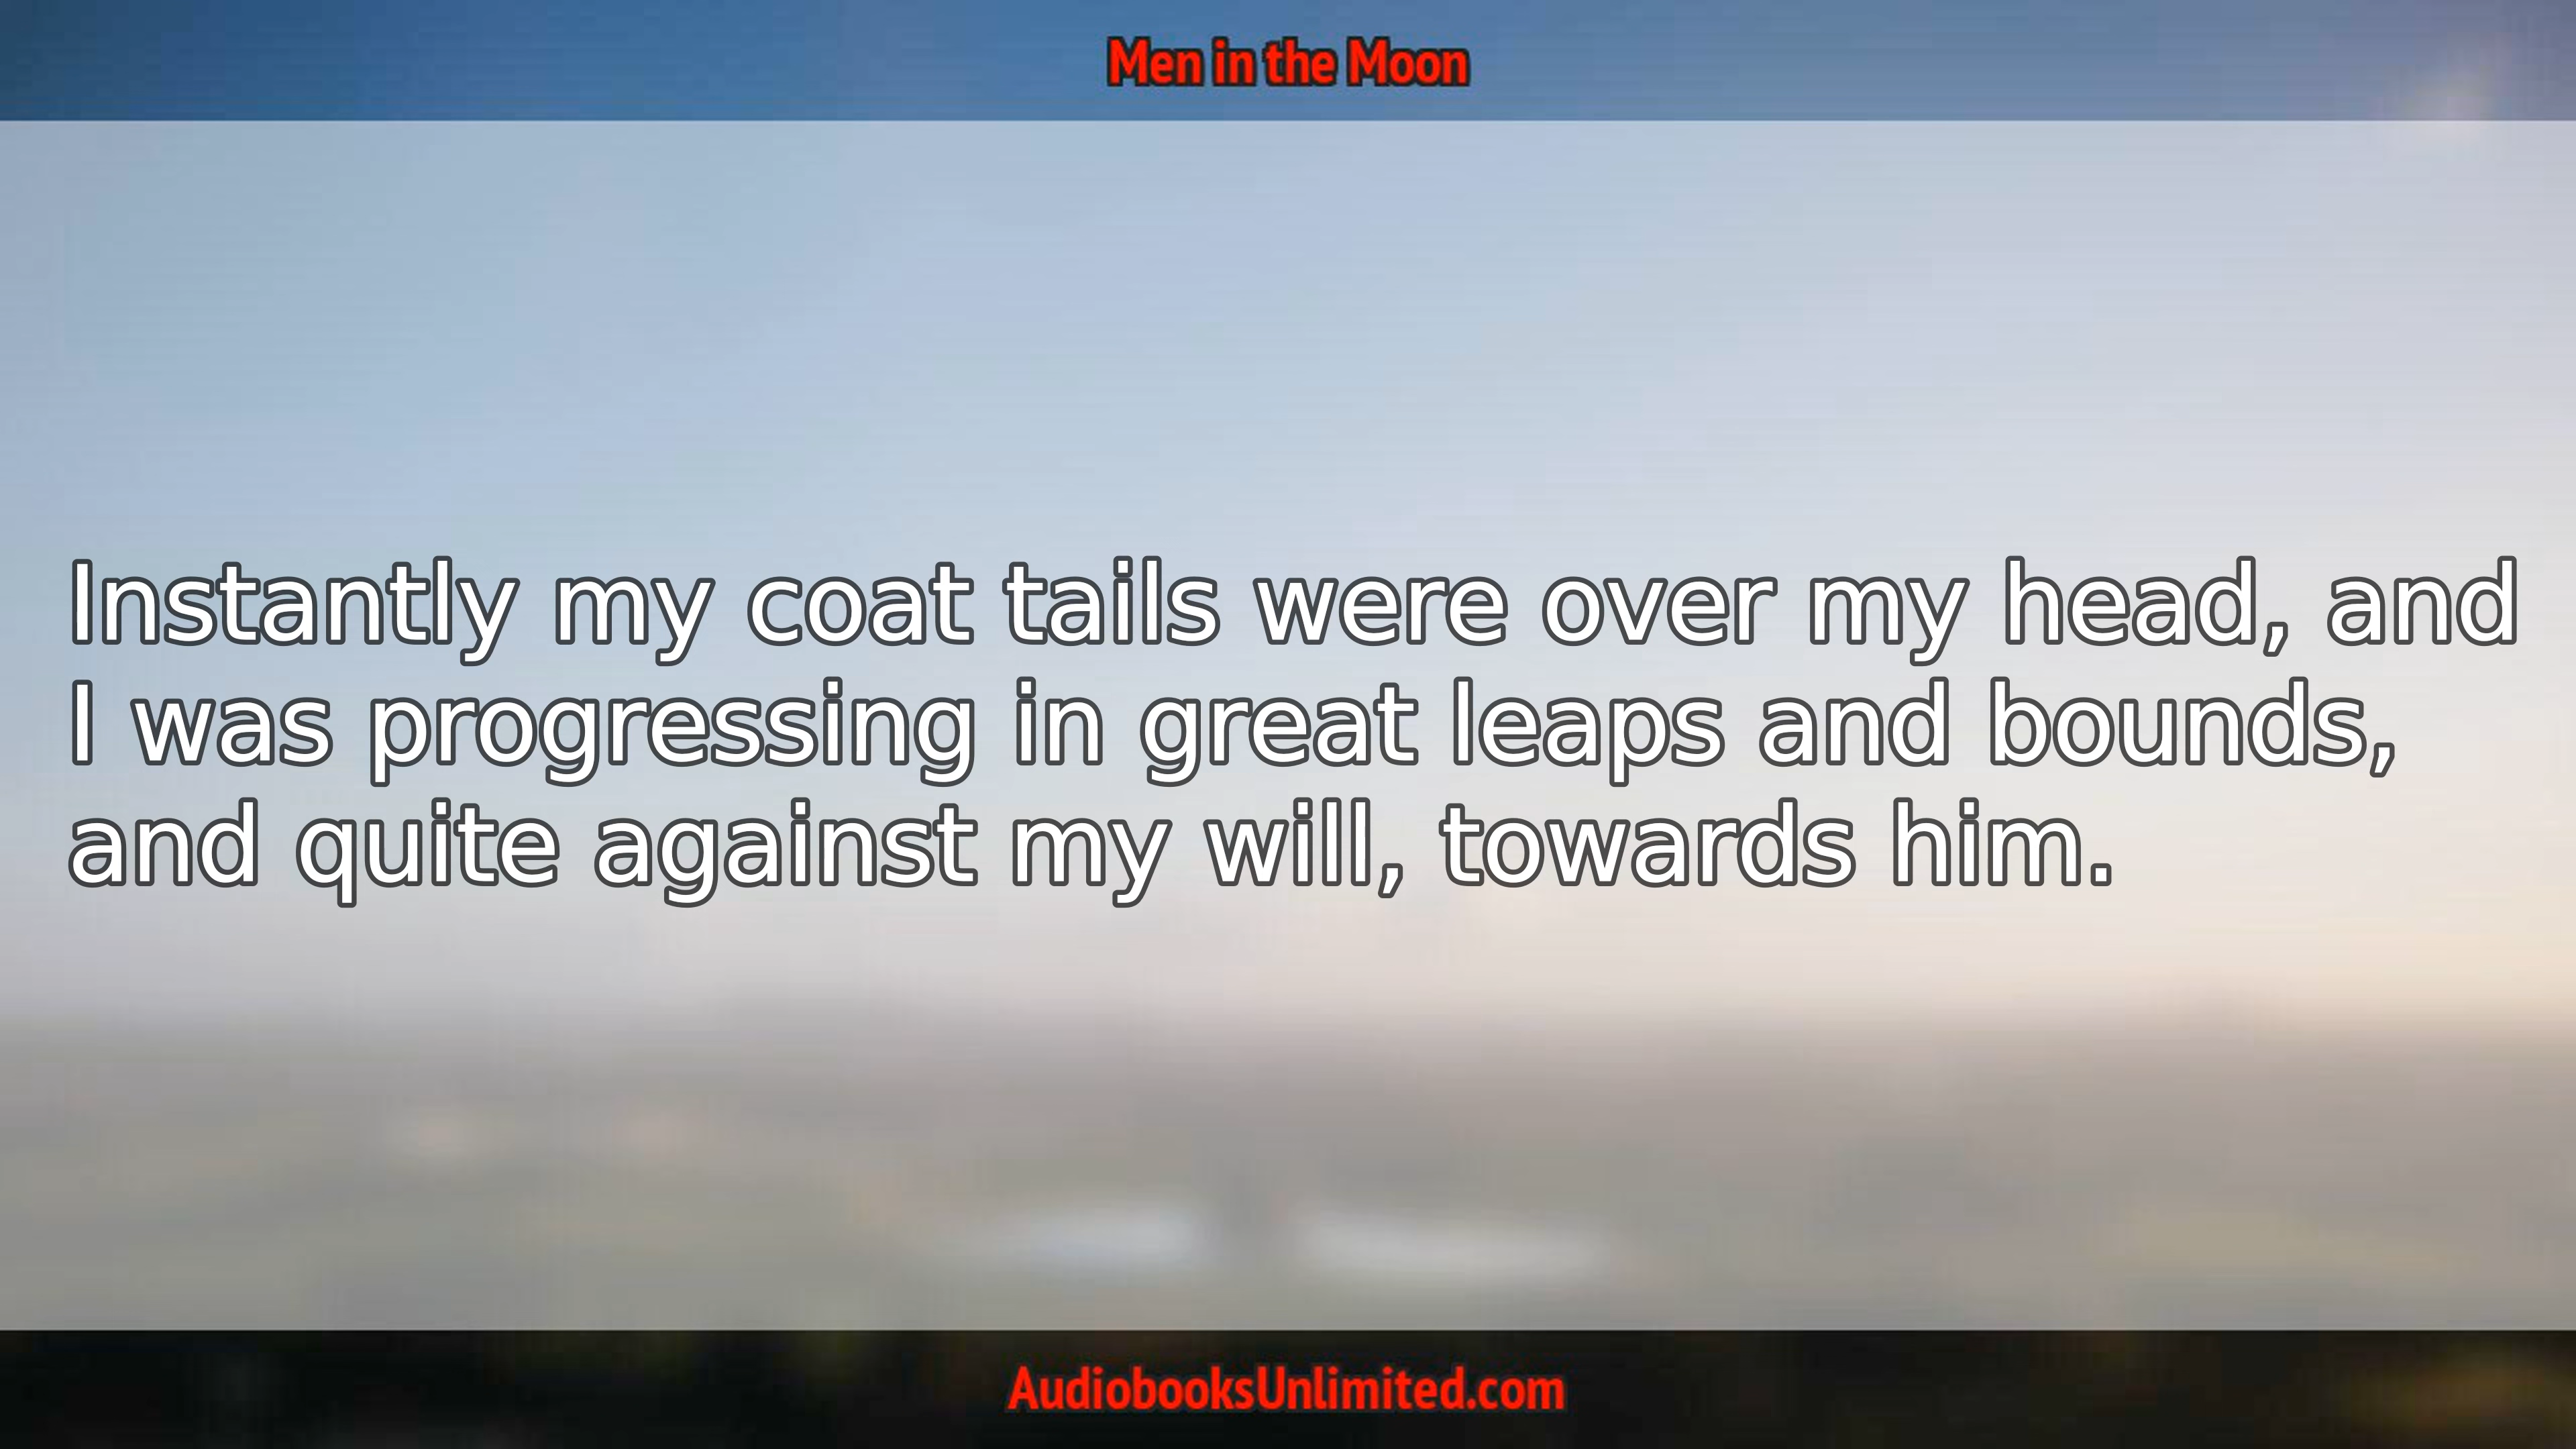 Men in the Moon
Instantly my coat tails were over my head, and
I was progressing in great leaps and bounds,
and quite against my will, towards him.
AudiobooksUnlimited.com